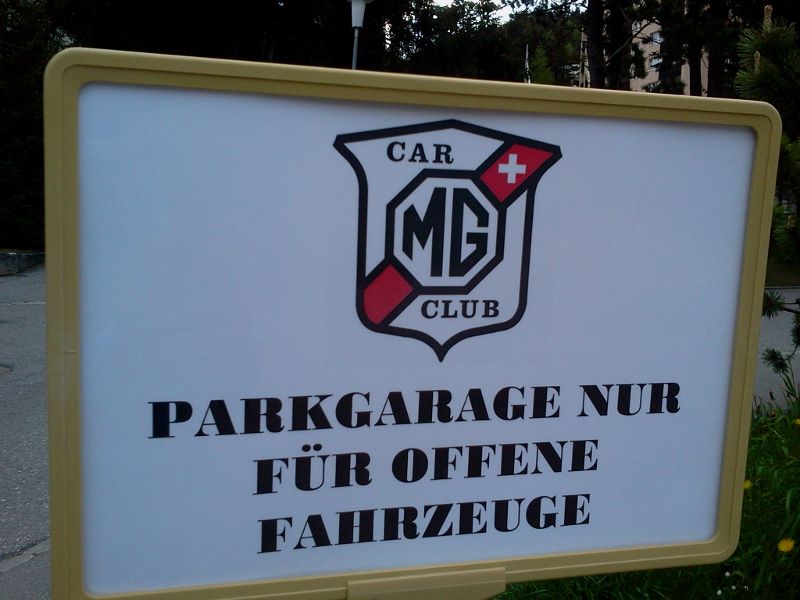 CAR
MG
CLUB
PARKGARAGE NUR
FÜR OFFENE
FAHRZEUGE